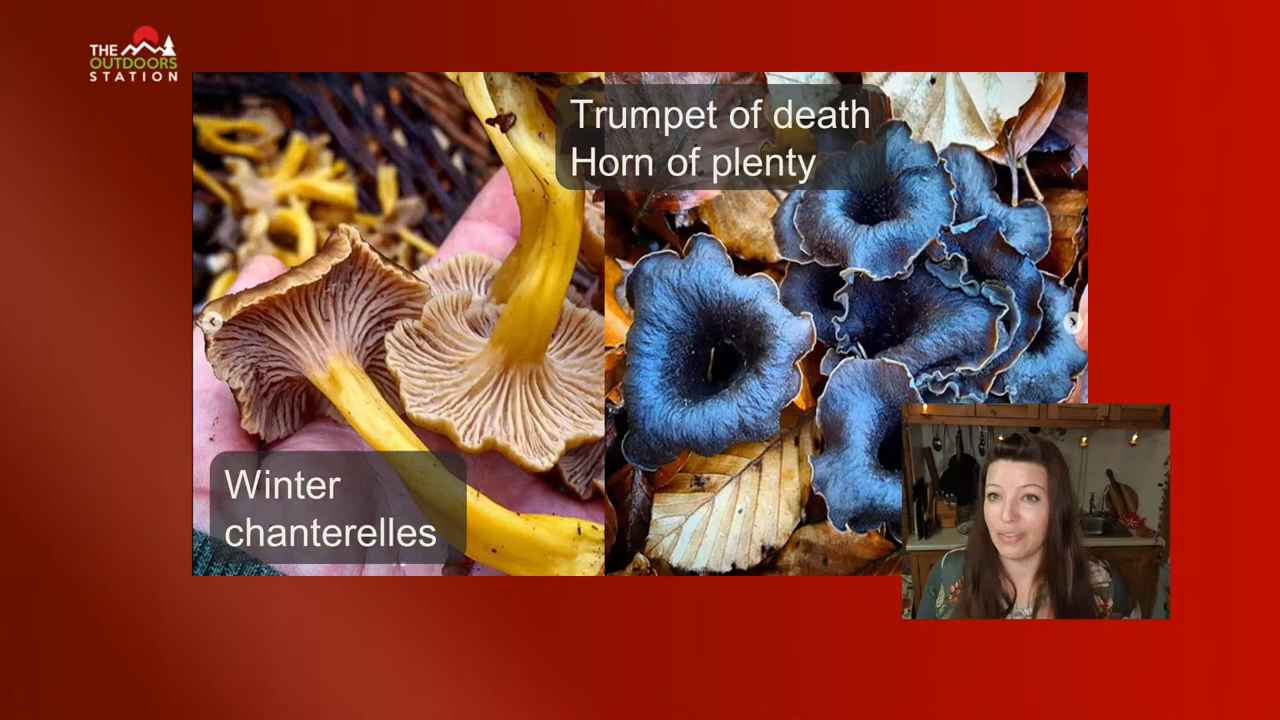 THE
OUTDOORS
STATION
Trumpet of death
Horn of plenty
Winter
chanterelles